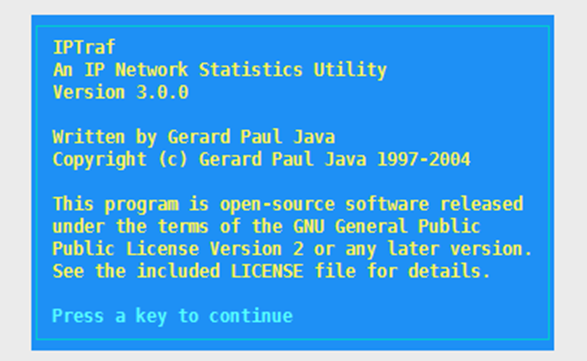 IPTraf
An IP Network Statistics Utility
Version 3.0.0
Written by Gerard Paul Java
Copyright (c) Gerard Paul Java 1997-2004
This program is open-source software released
under the terms of the GNU General Public
Public License Version 2 or any later version.
See the included LICENSE file for details.
Press a key to continue